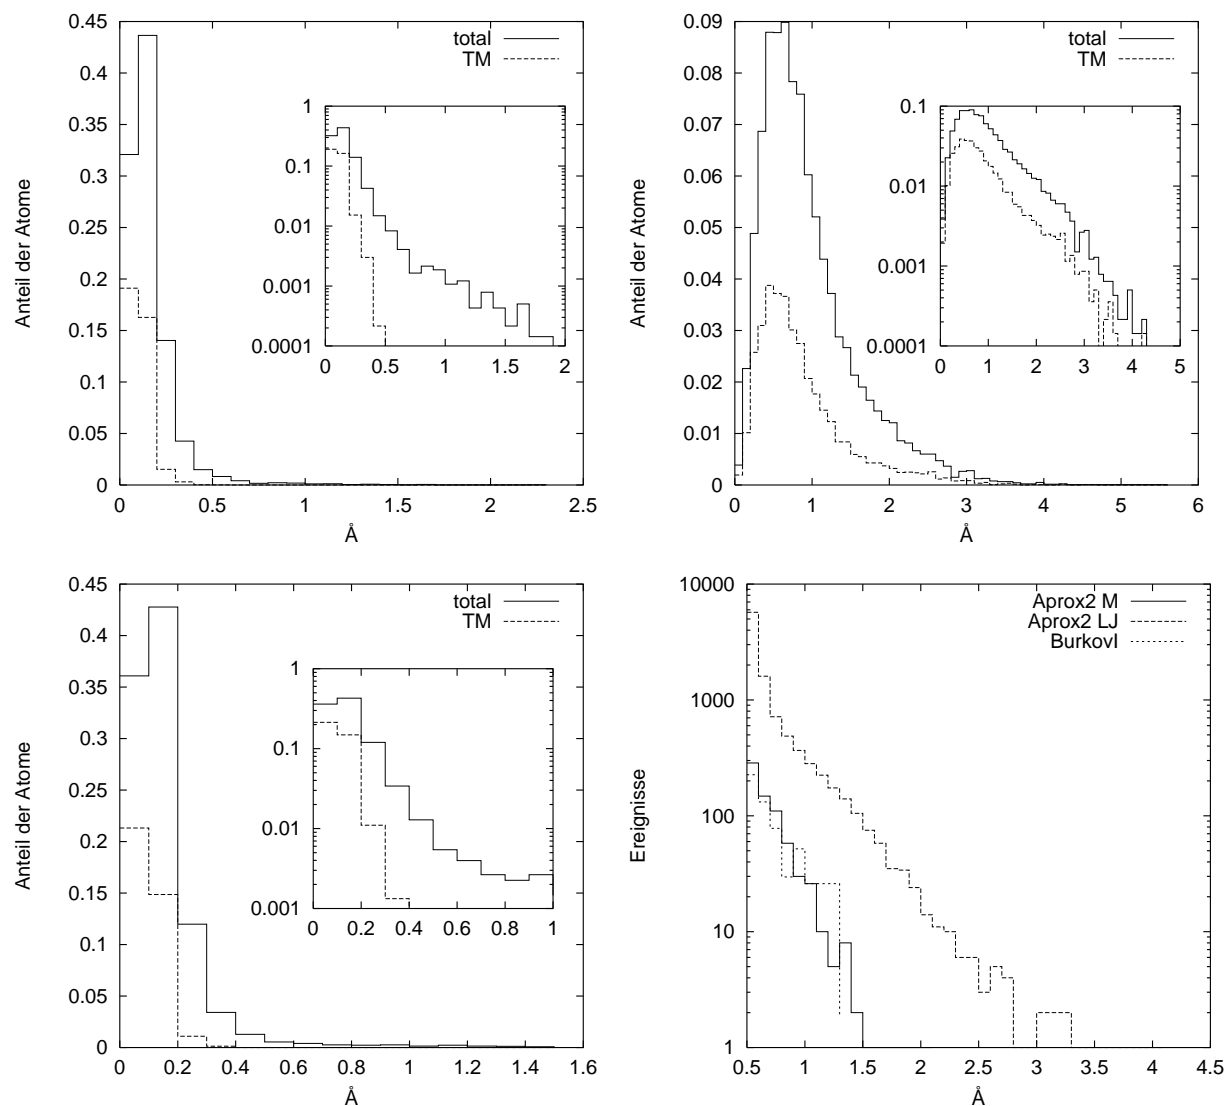 0.45
0.4
0.35
0.3
0.25
0.2
0.15
0.1
0.05
0
0 0.5 1 1.5 2 2.5
Å
Anteil der Atome
total
TM
1
0.1
0.01
0.001
0.0001
0 0.5 1 1.5 2
0.09
0.08
0.07
0.06
0.05
0.04
0.03
0.02
0.01
0
0 1 2 3 4 5 6
Å
Anteil der Atome
total
TM
0.1
0.01
0.001
0.0001
0 1 2 3 4 5
0.45
0.4
0.35
0.3
0.25
0.2
0.15
0.1
0.05
0
0 0.2 0.4 0.6 0.8 1 1.2 1.4 1.6
Å
Anteil der Atome
total
TM
1
0.1
0.01
0.001
0 0.2 0.4 0.6 0.8 1
10000
1000
100
10
1
0.5 1 1.5 2 2.5 3 3.5 4 4.5
Å
Ereignisse
Aprox2 M
Aprox2 LJ
BurkovI